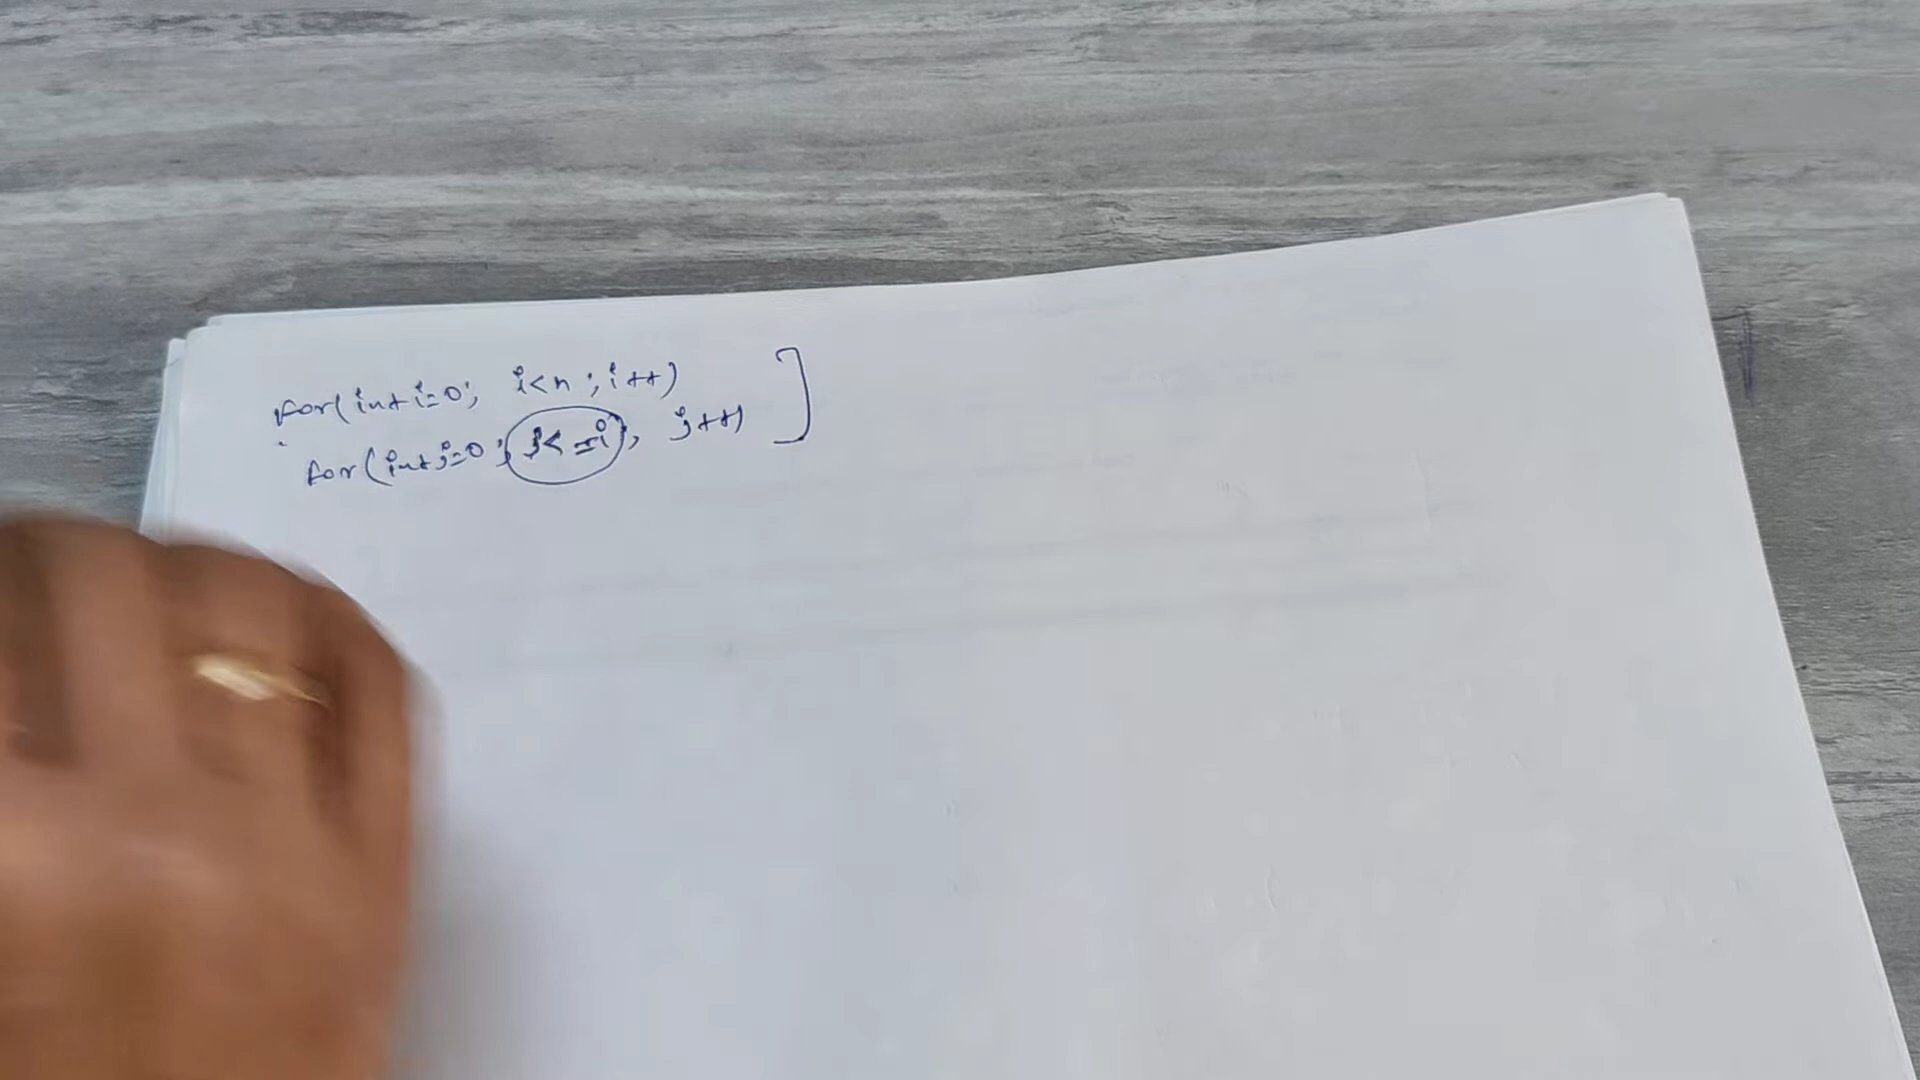 for(int i=0; i<n; i++)
for(int j=0; j<=i; j++)